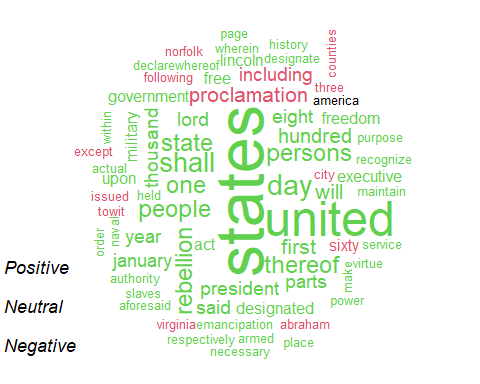 page
norfolk wherein history
declarewhereof lincoln designate counties
following free including three
government proclamation america
within military thousand lord states eight freedom
except state hundred purpose
actual shall persons recognize
upon one day city executive
issued held will maintain
towit people united
order naval year act first sixty service
january rebellion thereof make virtue
Positive
authority president parts
slaves said designated power
aforesaid
Neutral
virginia emancipation abraham
respectively armed place
Negative
necessary